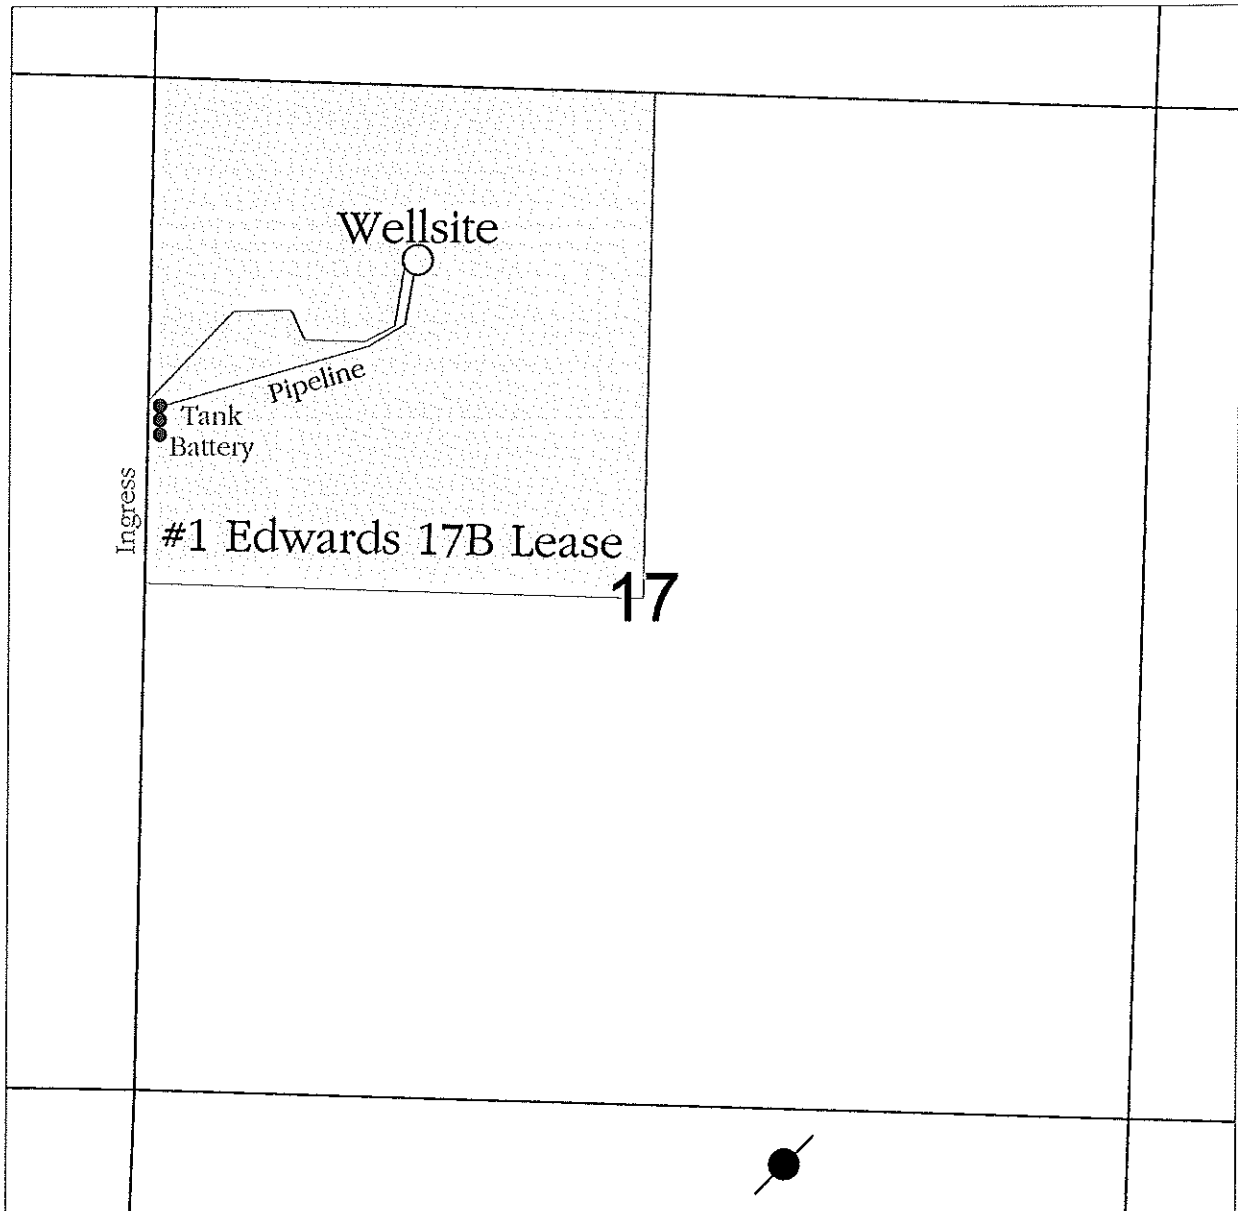 Wellsite
Pipeline
Tank
Battery
Ingress
#1 Edwards 17B Lease
17